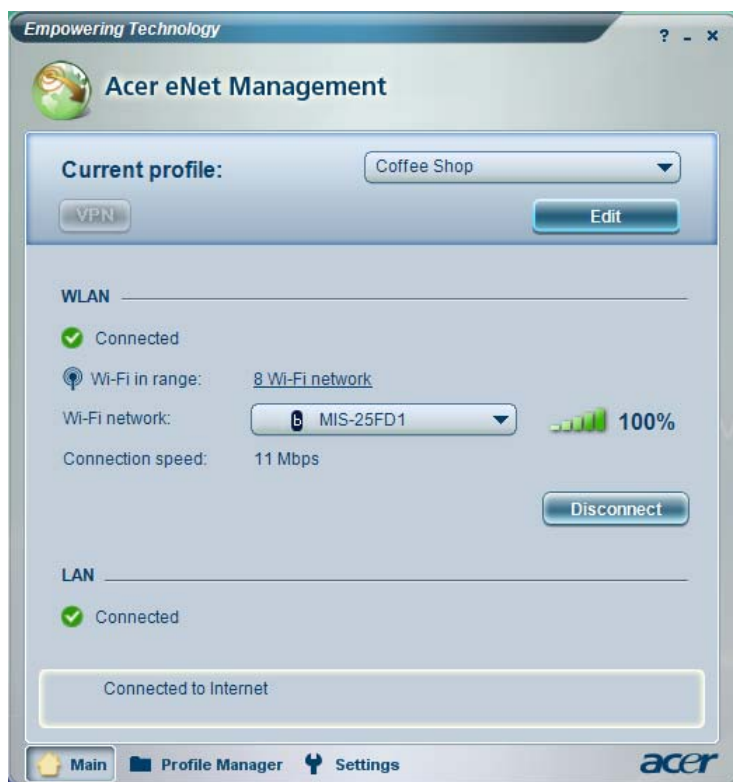 Empowering Technology
? - ×
Acer eNet Management
Current profile:
Coffee Shop
VPN
Edit
WLAN
Connected
Wi-Fi in range:
8 Wi-Fi network
Wi-Fi network:
b MIS-25FD1
100%
Connection speed:
11 Mbps
Disconnect
LAN
Connected
Connected to Internet
Main
Profile Manager
Settings
acer